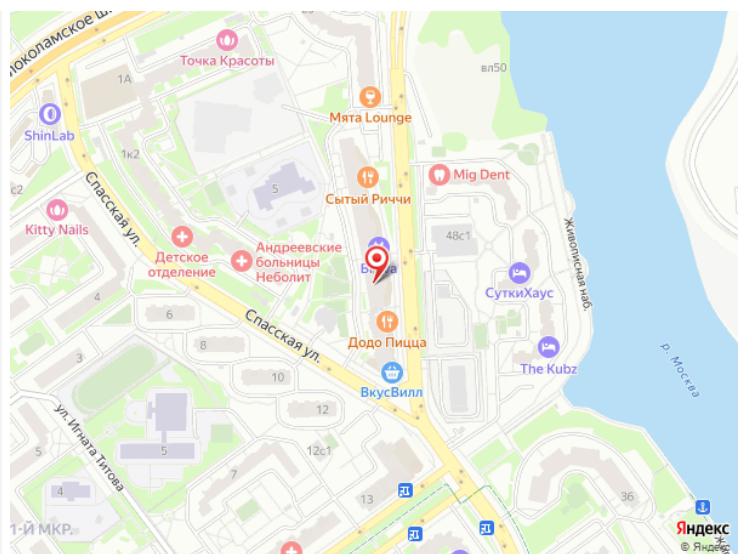 Точка Красоты
1А
вл50
Мята Lounge
ShinLab
1к2
Сытый Риччи
5
Mig Dent
с2
Спасская ул.
Kitty Nails
48с1
Живописная наб.
Детское
отделение
Андреевские
больницы
Неболит
СуткиХаус
6
Спасская ул.
Додо Пицца
8
3
The Kubz
р. Москва
10
ВкусВилл
12
ул. Игната Титова
5
12с1
7
4
13
36
1-Й МКР.
Яндекс